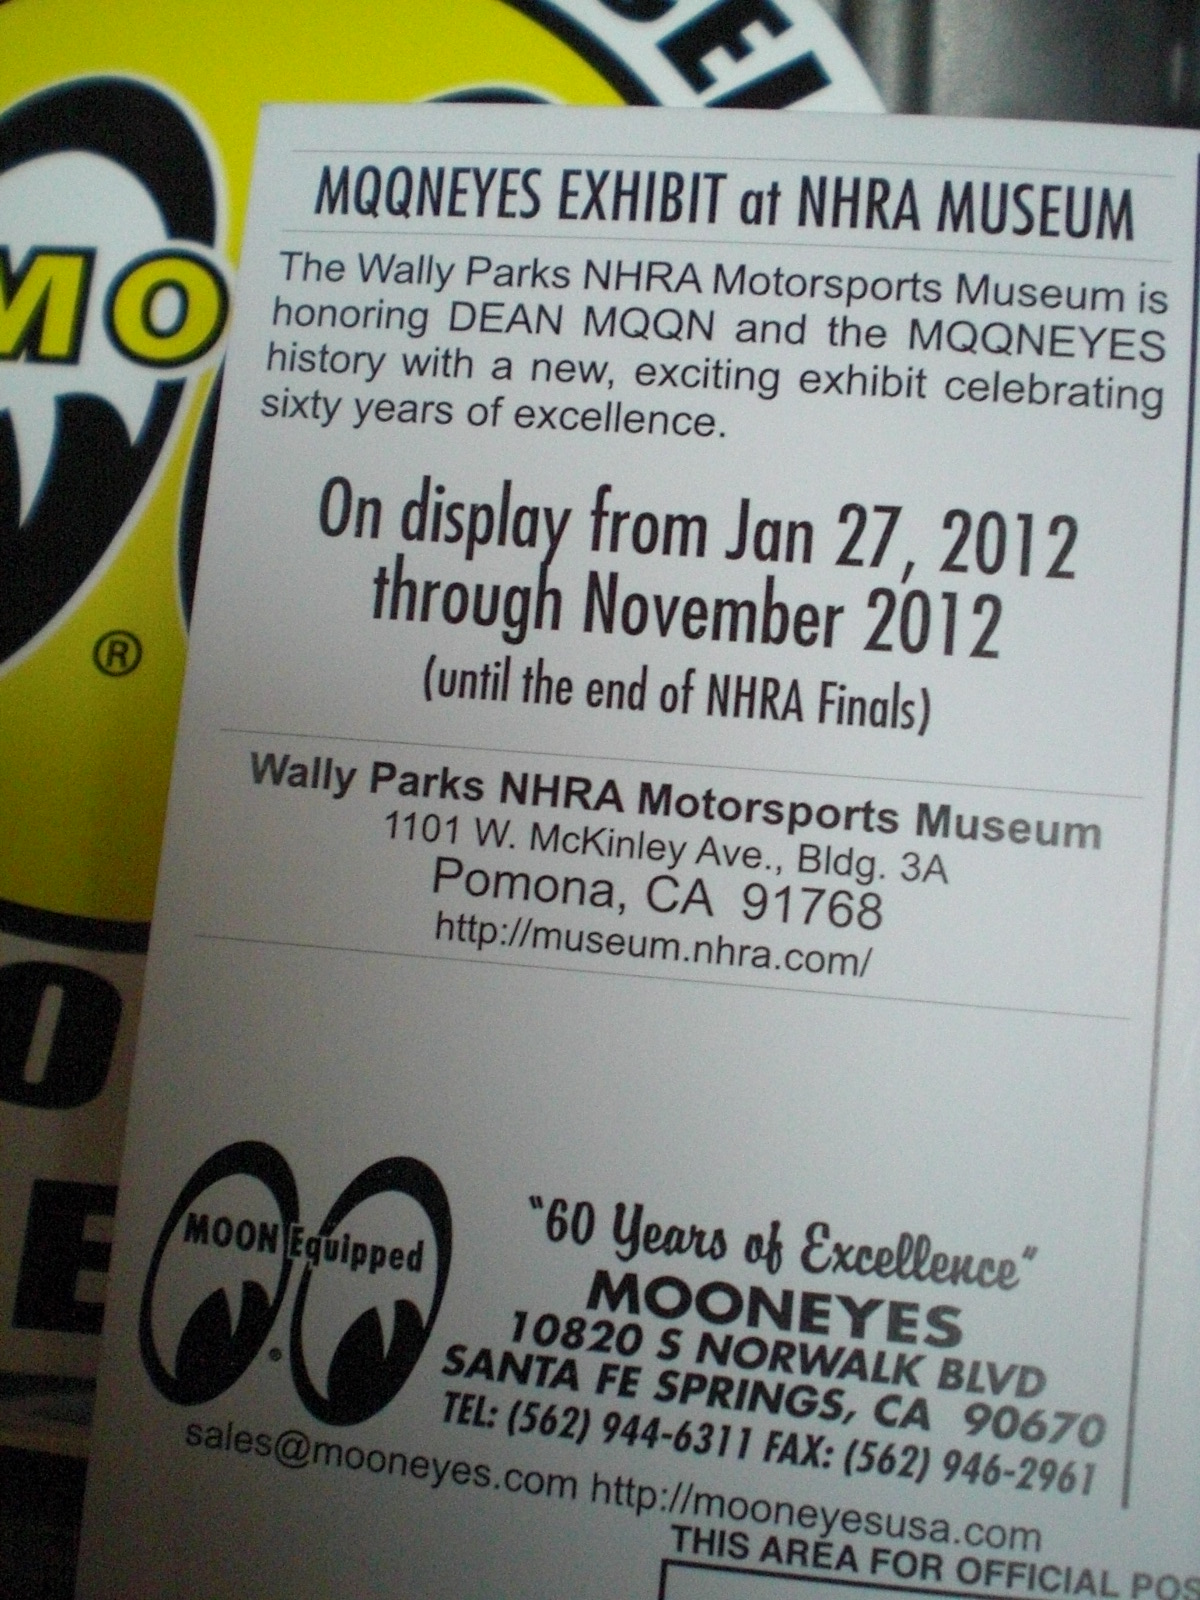 BEL
MO
®
O
E
MQQNEYES EXHIBIT at NHRA MUSEUM
The Wally Parks NHRA Motorsports Museum is
honoring DEAN MQQN and the MQQNEYES
history with a new, exciting exhibit celebrating
sixty years of excellence.
On display from Jan 27, 2012
through November 2012
(until the end of NHRA Finals)
Wally Parks NHRA Motorsports Museum
1101 W. McKinley Ave., Bldg. 3A
Pomona, CA 91768
http://museum.nhra.com/
MOON Equipped
"60 Years of Excellence"
MOONEYES
10820 S NORWALK BLVD
SANTA FE SPRINGS, CA 90670
TEL: (562) 944-6311 FAX: (562) 946-2961
sales@mooneyes.com http://mooneyesusa.com
THIS AREA FOR OFFICIAL POS